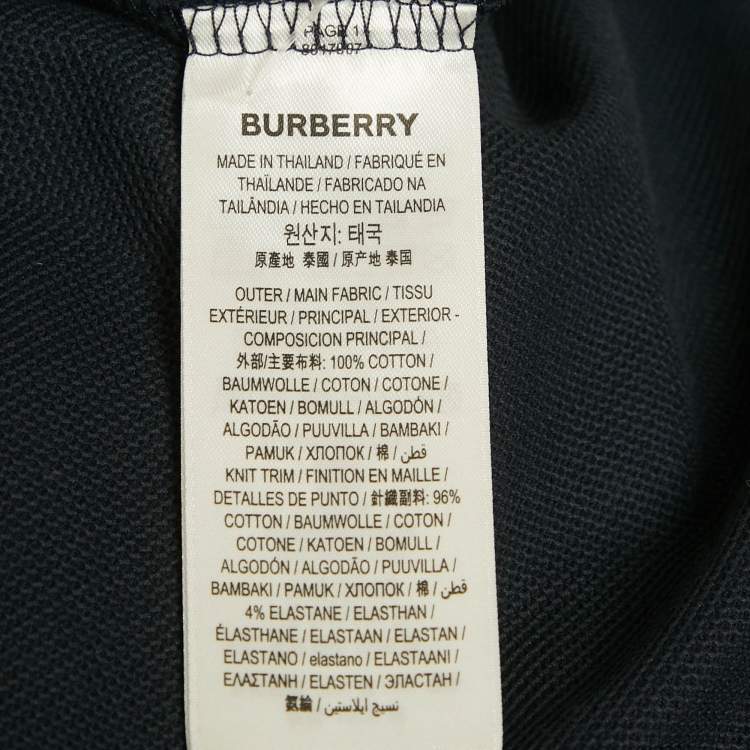 PAGE 1
8017007
BURBERRY
MADE IN THAILAND / FABRIQUÉ EN
THAÏLANDE / FABRICADO NA
TAILÂNDIA / HECHO EN TAILANDIA
원산지: 태국
原產地 泰國 / 原产地 泰国
OUTER / MAIN FABRIC / TISSU
EXTÉRIEUR / PRINCIPAL / EXTERIOR -
COMPOSICION PRINCIPAL /
外部/主要布料: 100% COTTON /
BAUMWOLLE / COTON / COTONE /
KATOEN / BOMULL / ALGODÓN /
ALGODÃO / PUUVILLA / BAMBAKI /
PAMUK / ХЛОПОК / 棉 / قطن /
KNIT TRIM / FINITION EN MAILLE /
DETALLES DE PUNTO / 針織副料: 96%
COTTON / BAUMWOLLE / COTON /
COTONE / KATOEN / BOMULL /
ALGODÓN / ALGODÃO / PUUVILLA /
BAMBAKI / PAMUK / ХЛОПОК / 棉 / قطن /
4% ELASTANE / ELASTHAN /
ÉLASTHANE / ELASTAAN / ELASTAN /
ELASTANO / elastano / ELASTAANI /
ΕΛΑΣΤΑΝΗ / ELASTEN / ЭЛАСТАН /
氨綸 / نسيج ايلاستين /